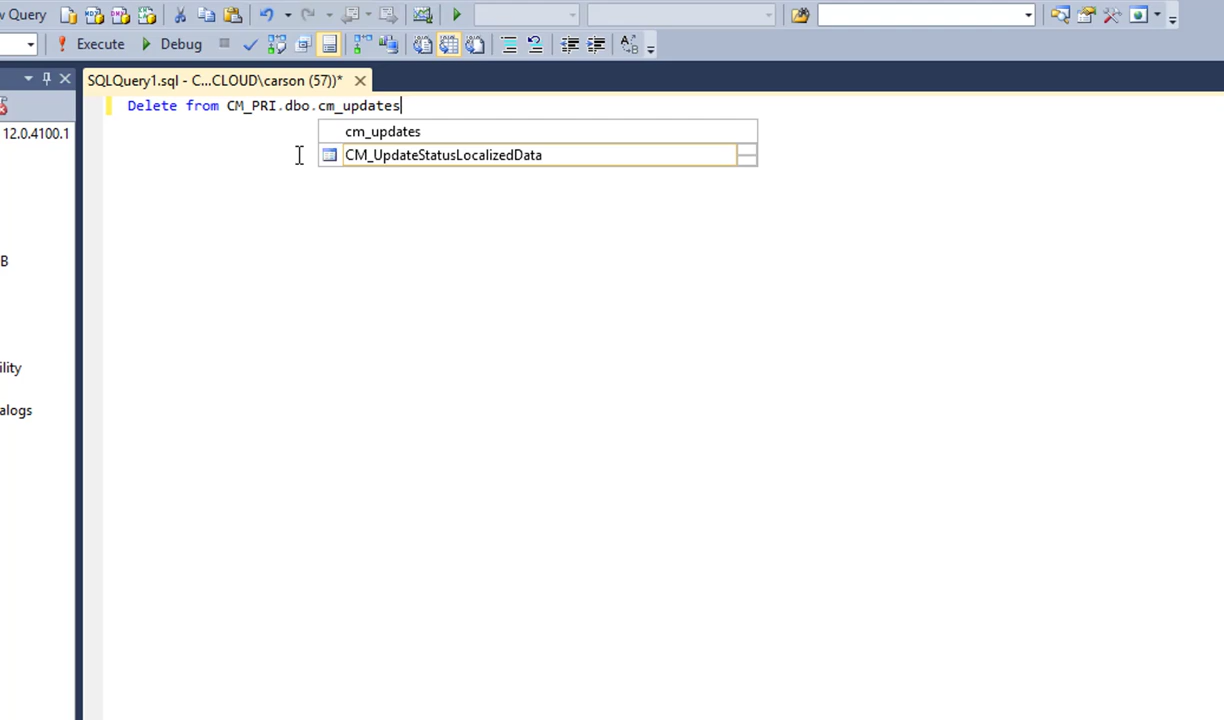 w Query
Execute Debug
SQLQuery1.sql - C...CLOUD\carson (57))*
12.0.4100.1
Delete from CM_PRI.dbo.cm_updates
cm_updates
CM_UpdateStatusLocalizedData
B
ility
alogs